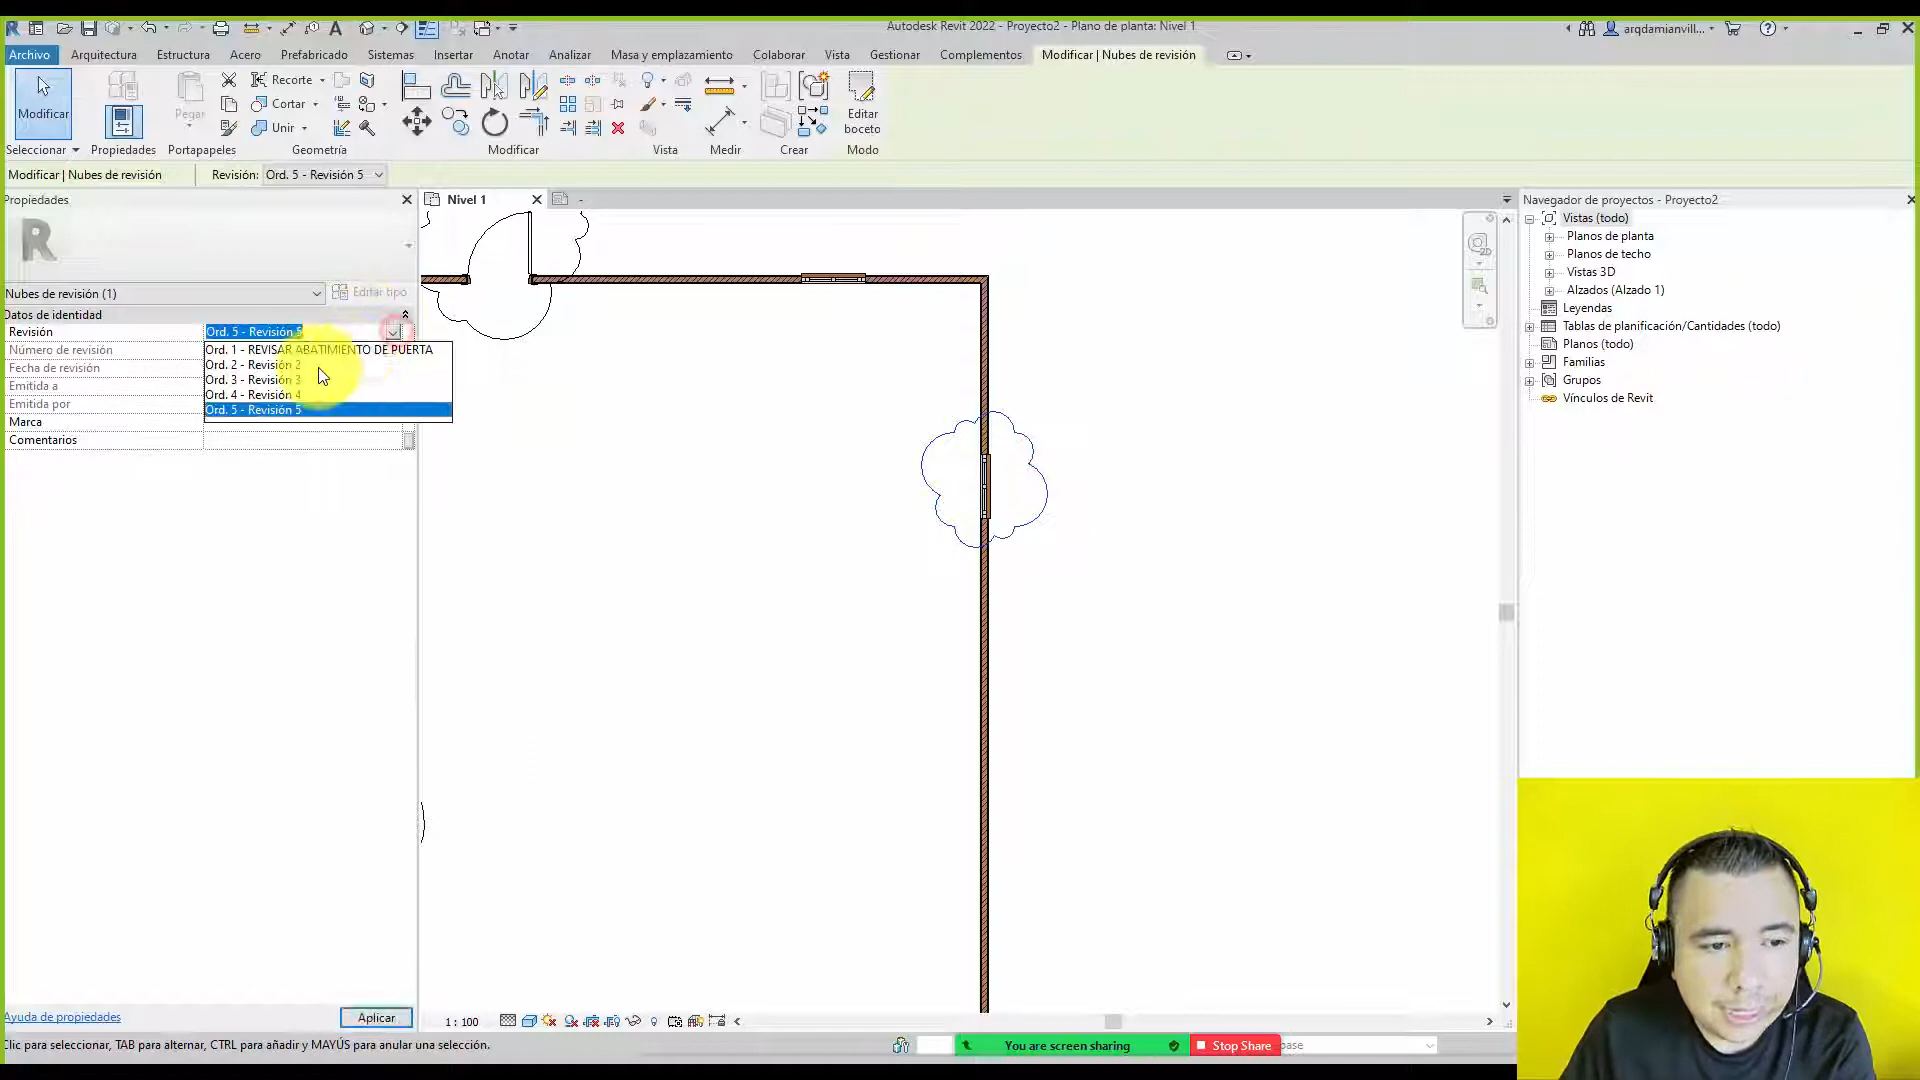 Autodesk Revit 2022 - Proyecto2 - Plano de planta: Nivel 1
arqdamianvill...
Archivo Arquitectura Estructura Acero Prefabricado Sistemas Insertar Anotar Analizar Masa y emplazamiento Colaborar Vista Gestionar Complementos Modificar | Nubes de revisión
Modificar
Pegar
Recorte
Cortar
Unir
Editar boceto
Seleccionar Propiedades Portapapeles Geometría Modificar Vista Medir Crear Modo
Modificar | Nubes de revisión Revisión: Ord. 5 - Revisión 5
Propiedades
R
Nubes de revisión (1) Editar tipo
Datos de identidad
Revisión Ord. 5 - Revisión 5
Número de revisión
Fecha de revisión
Emitida a
Emitida por
Marca
Comentarios
Ord. 1 - REVISAR ABATIMIENTO DE PUERTA
Ord. 2 - Revisión 2
Ord. 3 - Revisión 3
Ord. 4 - Revisión 4
Ord. 5 - Revisión 5
Ayuda de propiedades Aplicar
Nivel 1 -
2D
Navegador de proyectos - Proyecto2
Vistas (todo)
Planos de planta
Planos de techo
Vistas 3D
Alzados (Alzado 1)
Leyendas
Tablas de planificación/Cantidades (todo)
Planos (todo)
Familias
Grupos
Vínculos de Revit
1 : 100
Clic para seleccionar, TAB para alternar, CTRL para añadir y MAYÚS para anular una selección.
You are screen sharing Stop Share